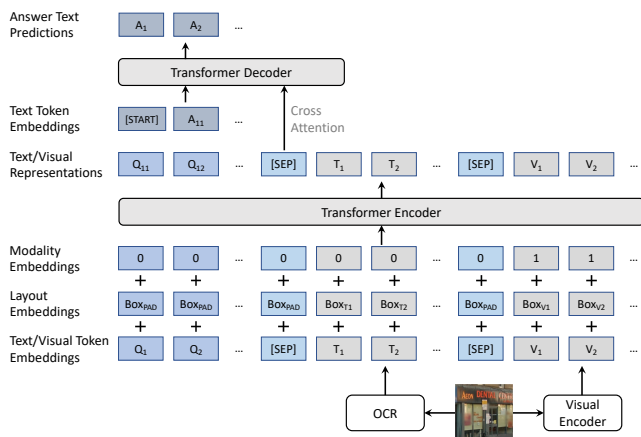 Answer Text Predictions
A1 A2 ...
Transformer Decoder
Text Token Embeddings
[START] A11 ...
Cross Attention
Text/Visual Representations
Q11 Q12 ... [SEP] T1 T2 ... [SEP] V1 V2 ...
Transformer Encoder
Modality Embeddings
0 0 ... 0 0 0 ... 0 1 1 ...
+ + + + + + + +
Layout Embeddings
BoxPAD BoxPAD ... BoxPAD BoxT1 BoxT2 ... BoxPAD BoxV1 BoxV2 ...
+ + + + + + + +
Text/Visual Token Embeddings
Q1 Q2 ... [SEP] T1 T2 ... [SEP] V1 V2 ...
OCR
Visual Encoder